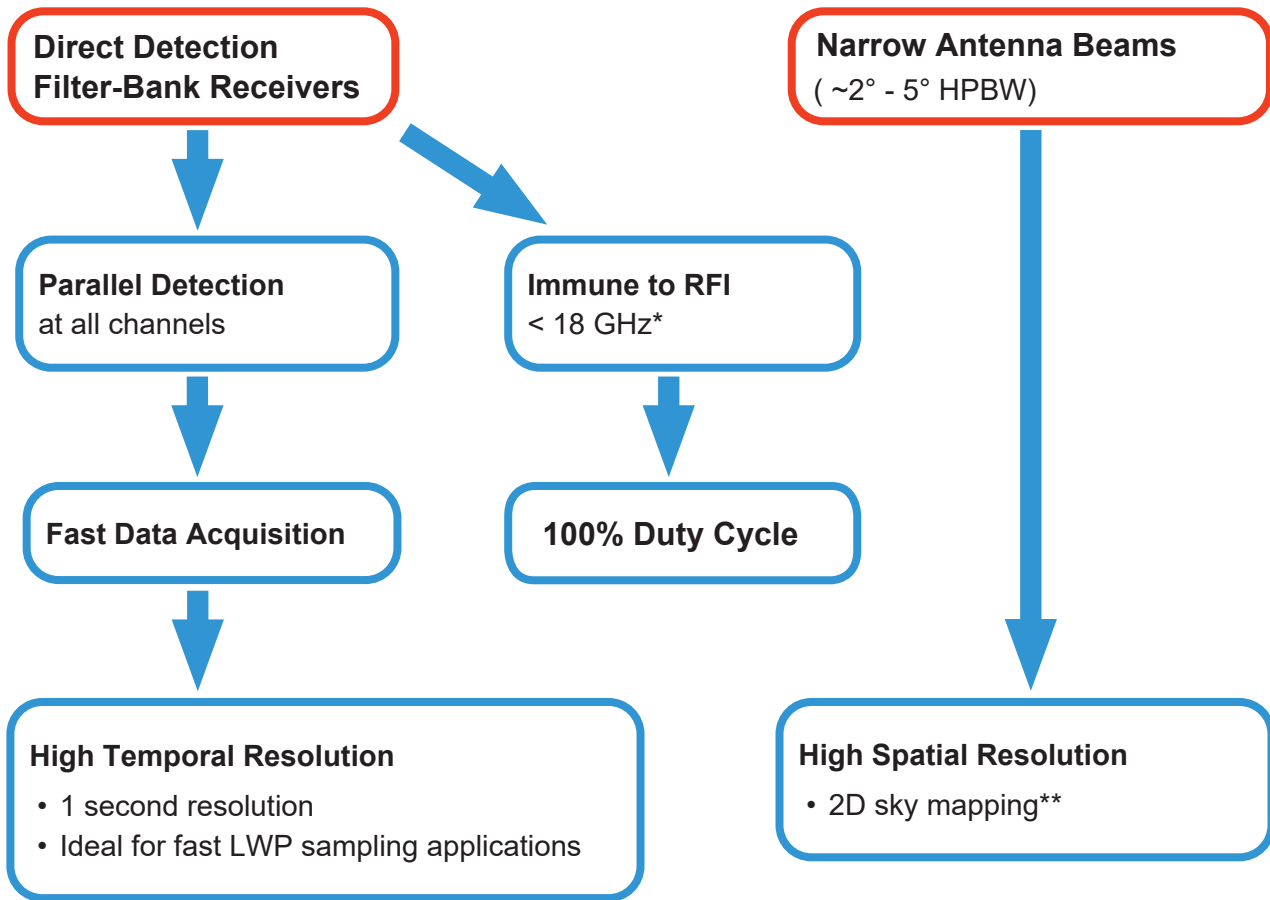 Direct Detection
Filter-Bank Receivers
Narrow Antenna Beams
( ~2° - 5° HPBW)
Parallel Detection
at all channels
Immune to RFI
< 18 GHz*
Fast Data Acquisition
100% Duty Cycle
High Temporal Resolution
• 1 second resolution
• Ideal for fast LWP sampling applications
High Spatial Resolution
• 2D sky mapping**